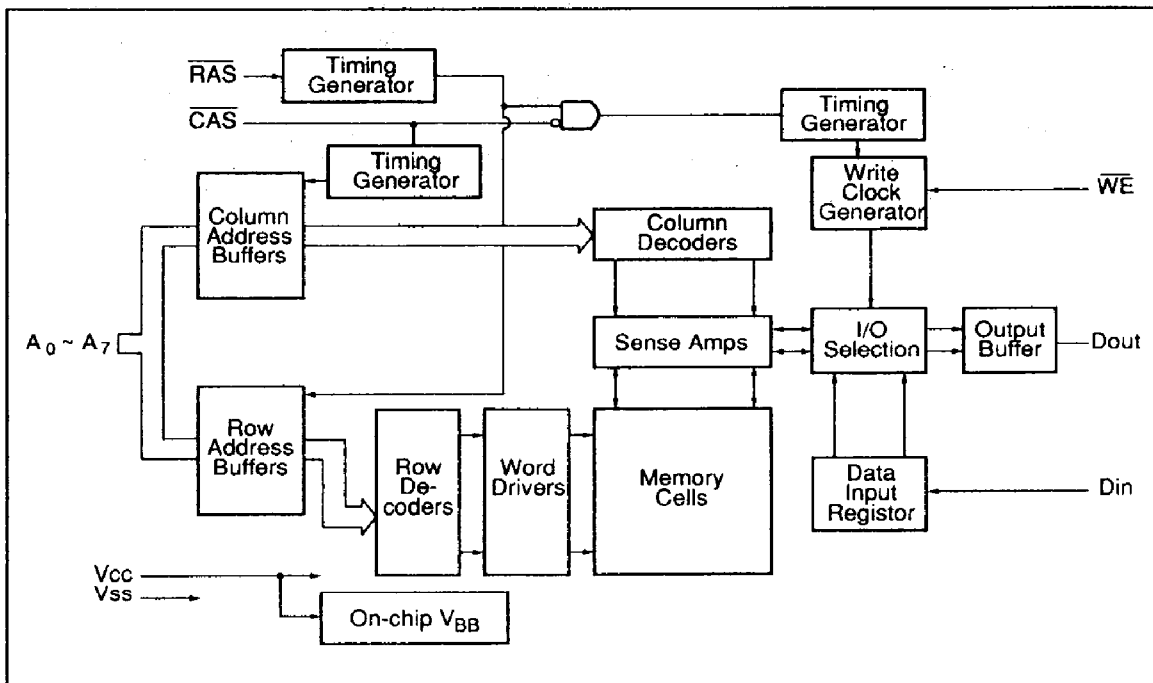 RAS
Timing
Generator
CAS
Timing
Generator
Timing
Generator
Write
Clock
Generator
WE
Column
Address
Buffers
Column
Decoders
A0 ~ A7
Sense Amps
I/O
Selection
Output
Buffer
Dout
Row
Address
Buffers
Row
De-
coders
Word
Drivers
Memory
Cells
Data
Input
Registor
Din
Vcc
Vss
On-chip VBB